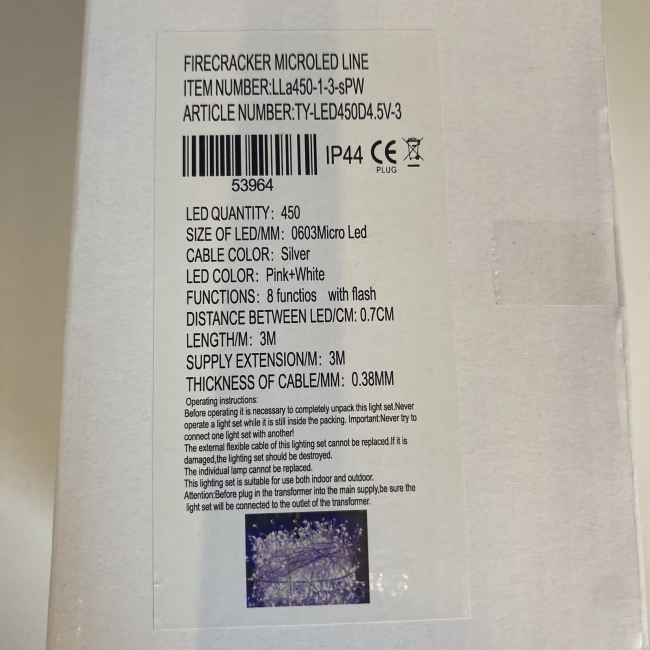 FIRECRACKER MICROLED LINE
ITEM NUMBER:LLa450-1-3-sPW
ARTICLE NUMBER:TY-LED450D4.5V-3
IP44 CE
PLUG
53964
LED QUANTITY: 450
SIZE OF LED/MM: 0603Micro Led
CABLE COLOR: Silver
LED COLOR: Pink+White
FUNCTIONS: 8 functios with flash
DISTANCE BETWEEN LED/CM: 0.7CM
LENGTH/M: 3M
SUPPLY EXTENSION/M: 3M
THICKNESS OF CABLE/MM: 0.38MM
Operating instructions:
Before operating it is necessary to completely unpack this light set.Never
operate a light set while it is still inside the packing. Important:Never try to
connect one light set with another!
The external flexible cable of this lighting set cannot be replaced.If it is
damaged,the lighting set should be destroyed.
The individual lamp cannot be replaced.
This lighting set is suitable for use both indoor and outdoor.
Attention:Before plug in the transformer into the main supply,be sure the
light set will be connected to the outlet of the transformer.